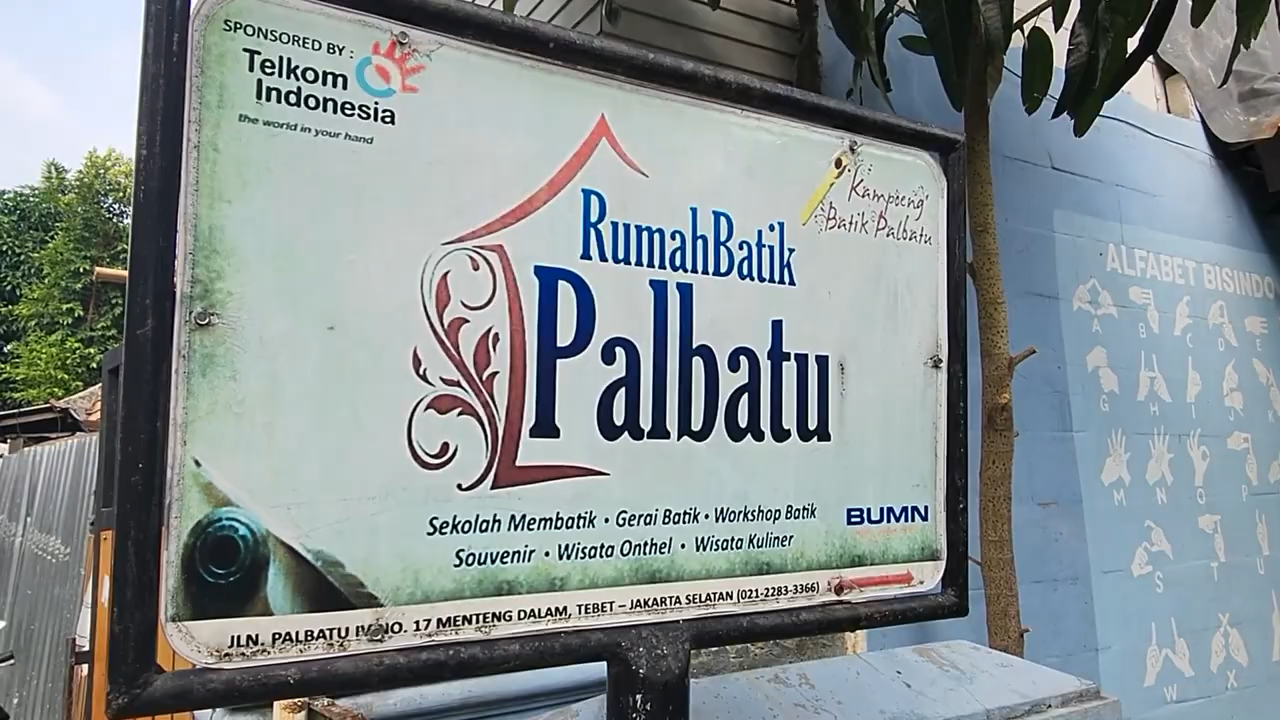 SPONSORED BY :
Telkom
Indonesia
the world in your hand
Kampoeng
Batik Palbatu
RumahBatik
Palbatu
Sekolah Membatik • Gerai Batik • Workshop Batik
Souvenir • Wisata Onthel • Wisata Kuliner
BUMN
JLN. PALBATU IV NO. 17 MENTENG DALAM, TEBET – JAKARTA SELATAN (021-2283-3366)
ALFABET BISINDO
A B C D E
G H I J K
M N O P
S T U
W X